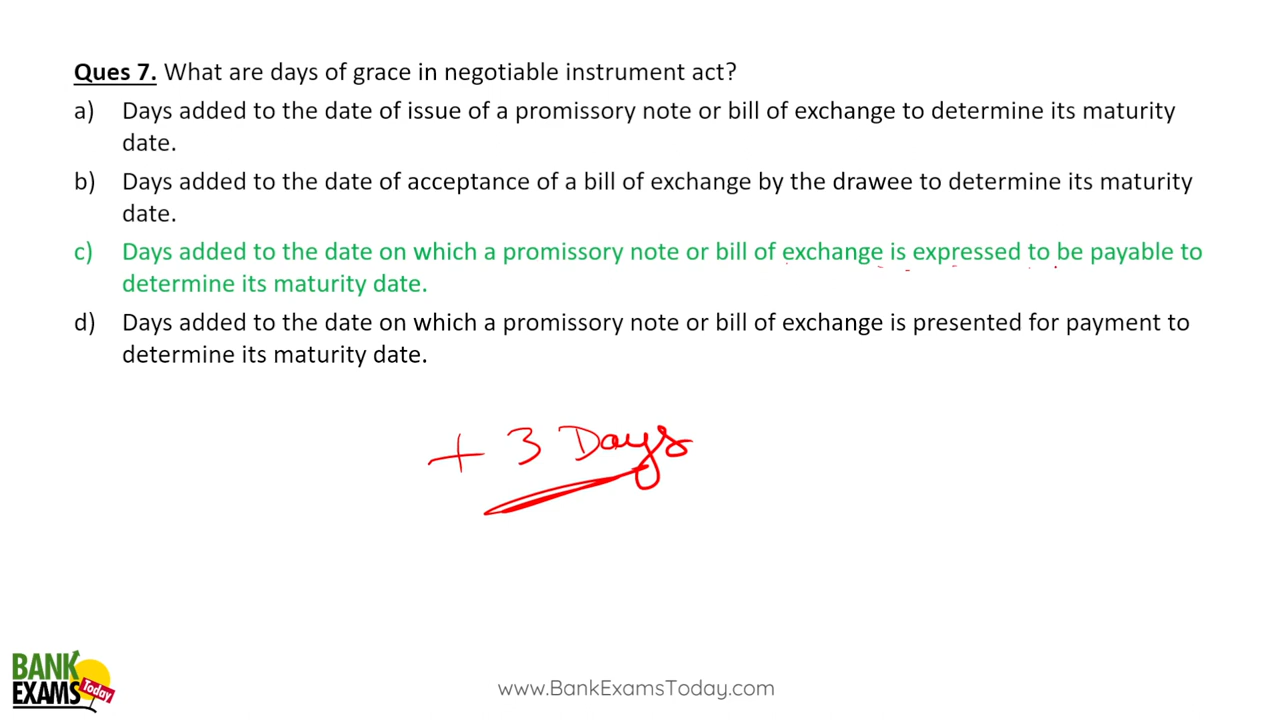 Ques 7. What are days of grace in negotiable instrument act?
a) Days added to the date of issue of a promissory note or bill of exchange to determine its maturity
date.
b) Days added to the date of acceptance of a bill of exchange by the drawee to determine its maturity
date.
c) Days added to the date on which a promissory note or bill of exchange is expressed to be payable to
determine its maturity date.
d) Days added to the date on which a promissory note or bill of exchange is presented for payment to
determine its maturity date.
+ 3 Days
BANK
EXAMS Today
www.BankExamsToday.com